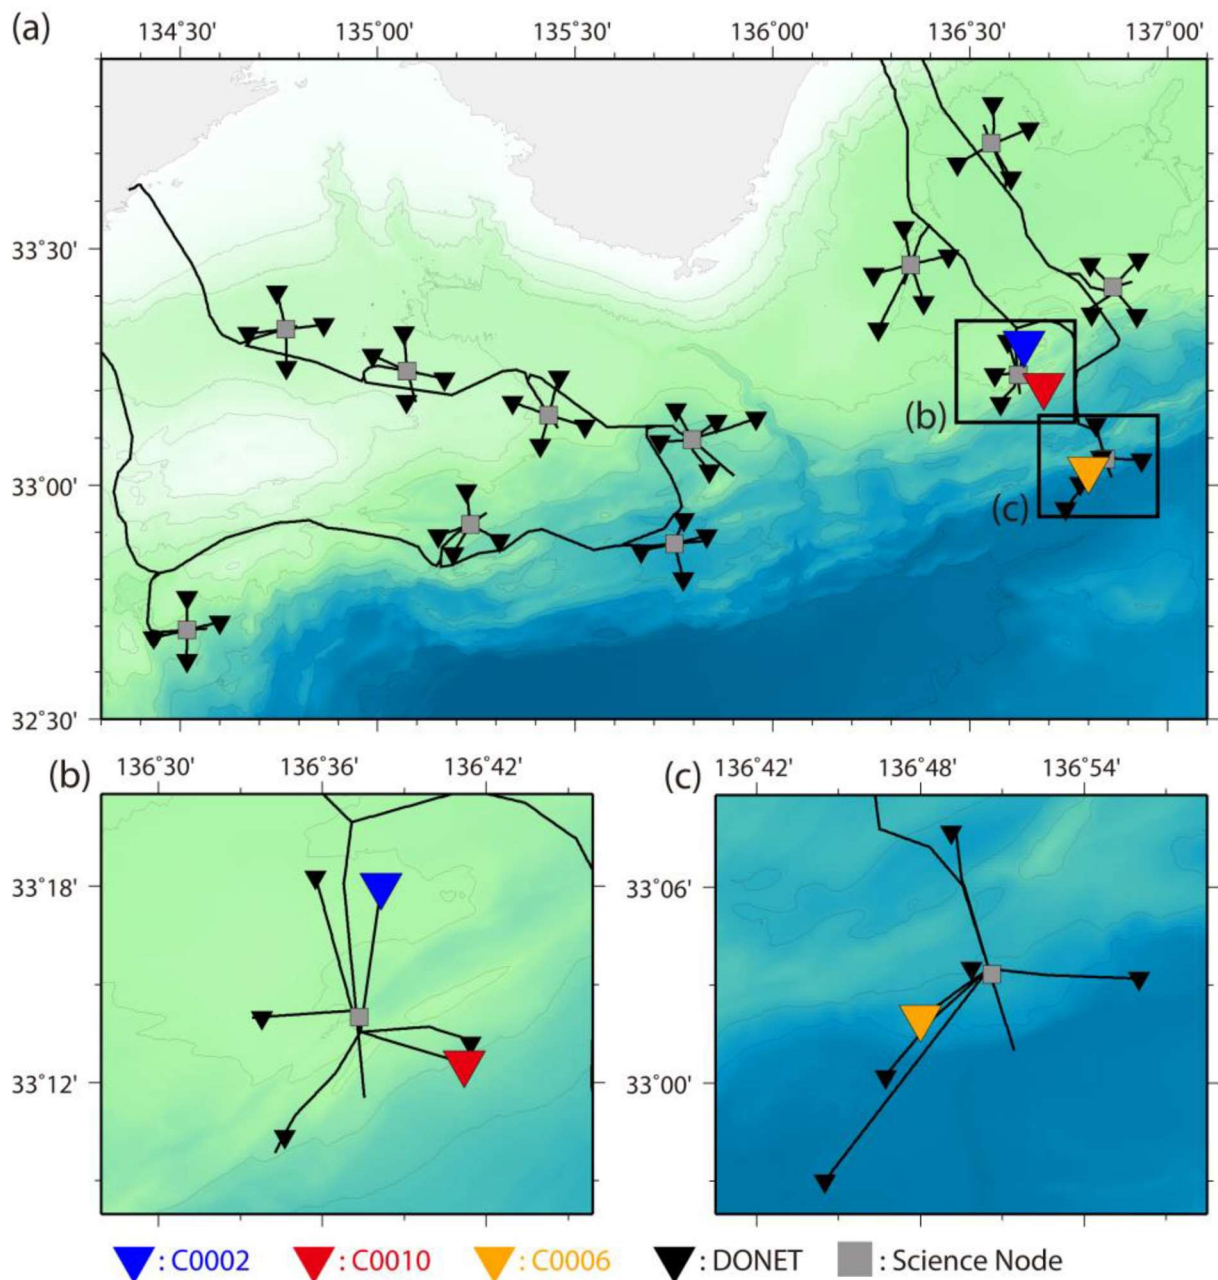 (a)
134°30' 135°00' 135°30' 136°00' 136°30' 137°00'
33°30'
33°00'
32°30'
(b)
(c)
(b) 136°30' 136°36' 136°42'
33°18'
33°12'
(c) 136°42' 136°48' 136°54'
33°06'
33°00'
: C0002 : C0010 : C0006 : DONET : Science Node